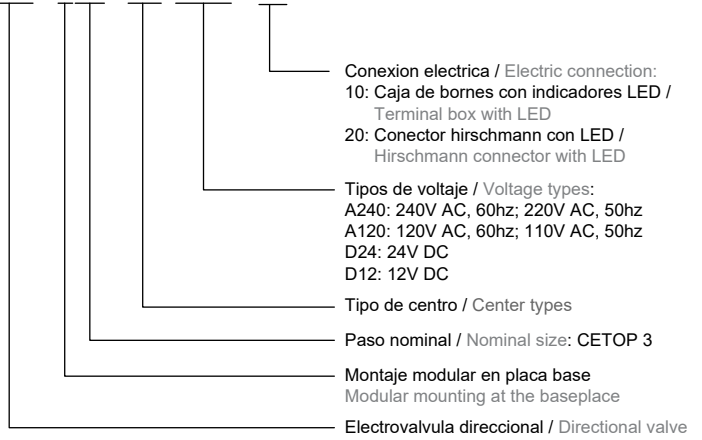 Conexion electrica / Electric connection:
10: Caja de bornes con indicadores LED /
Terminal box with LED
20: Conector hirschmann con LED /
Hirschmann connector with LED
Tipos de voltaje / Voltage types:
A240: 240V AC, 60hz; 220V AC, 50hz
A120: 120V AC, 60hz; 110V AC, 50hz
D24: 24V DC
D12: 12V DC
Tipo de centro / Center types
Paso nominal / Nominal size: CETOP 3
Montaje modular en placa base
Modular mounting at the baseplace
Electrovalvula direccional / Directional valve